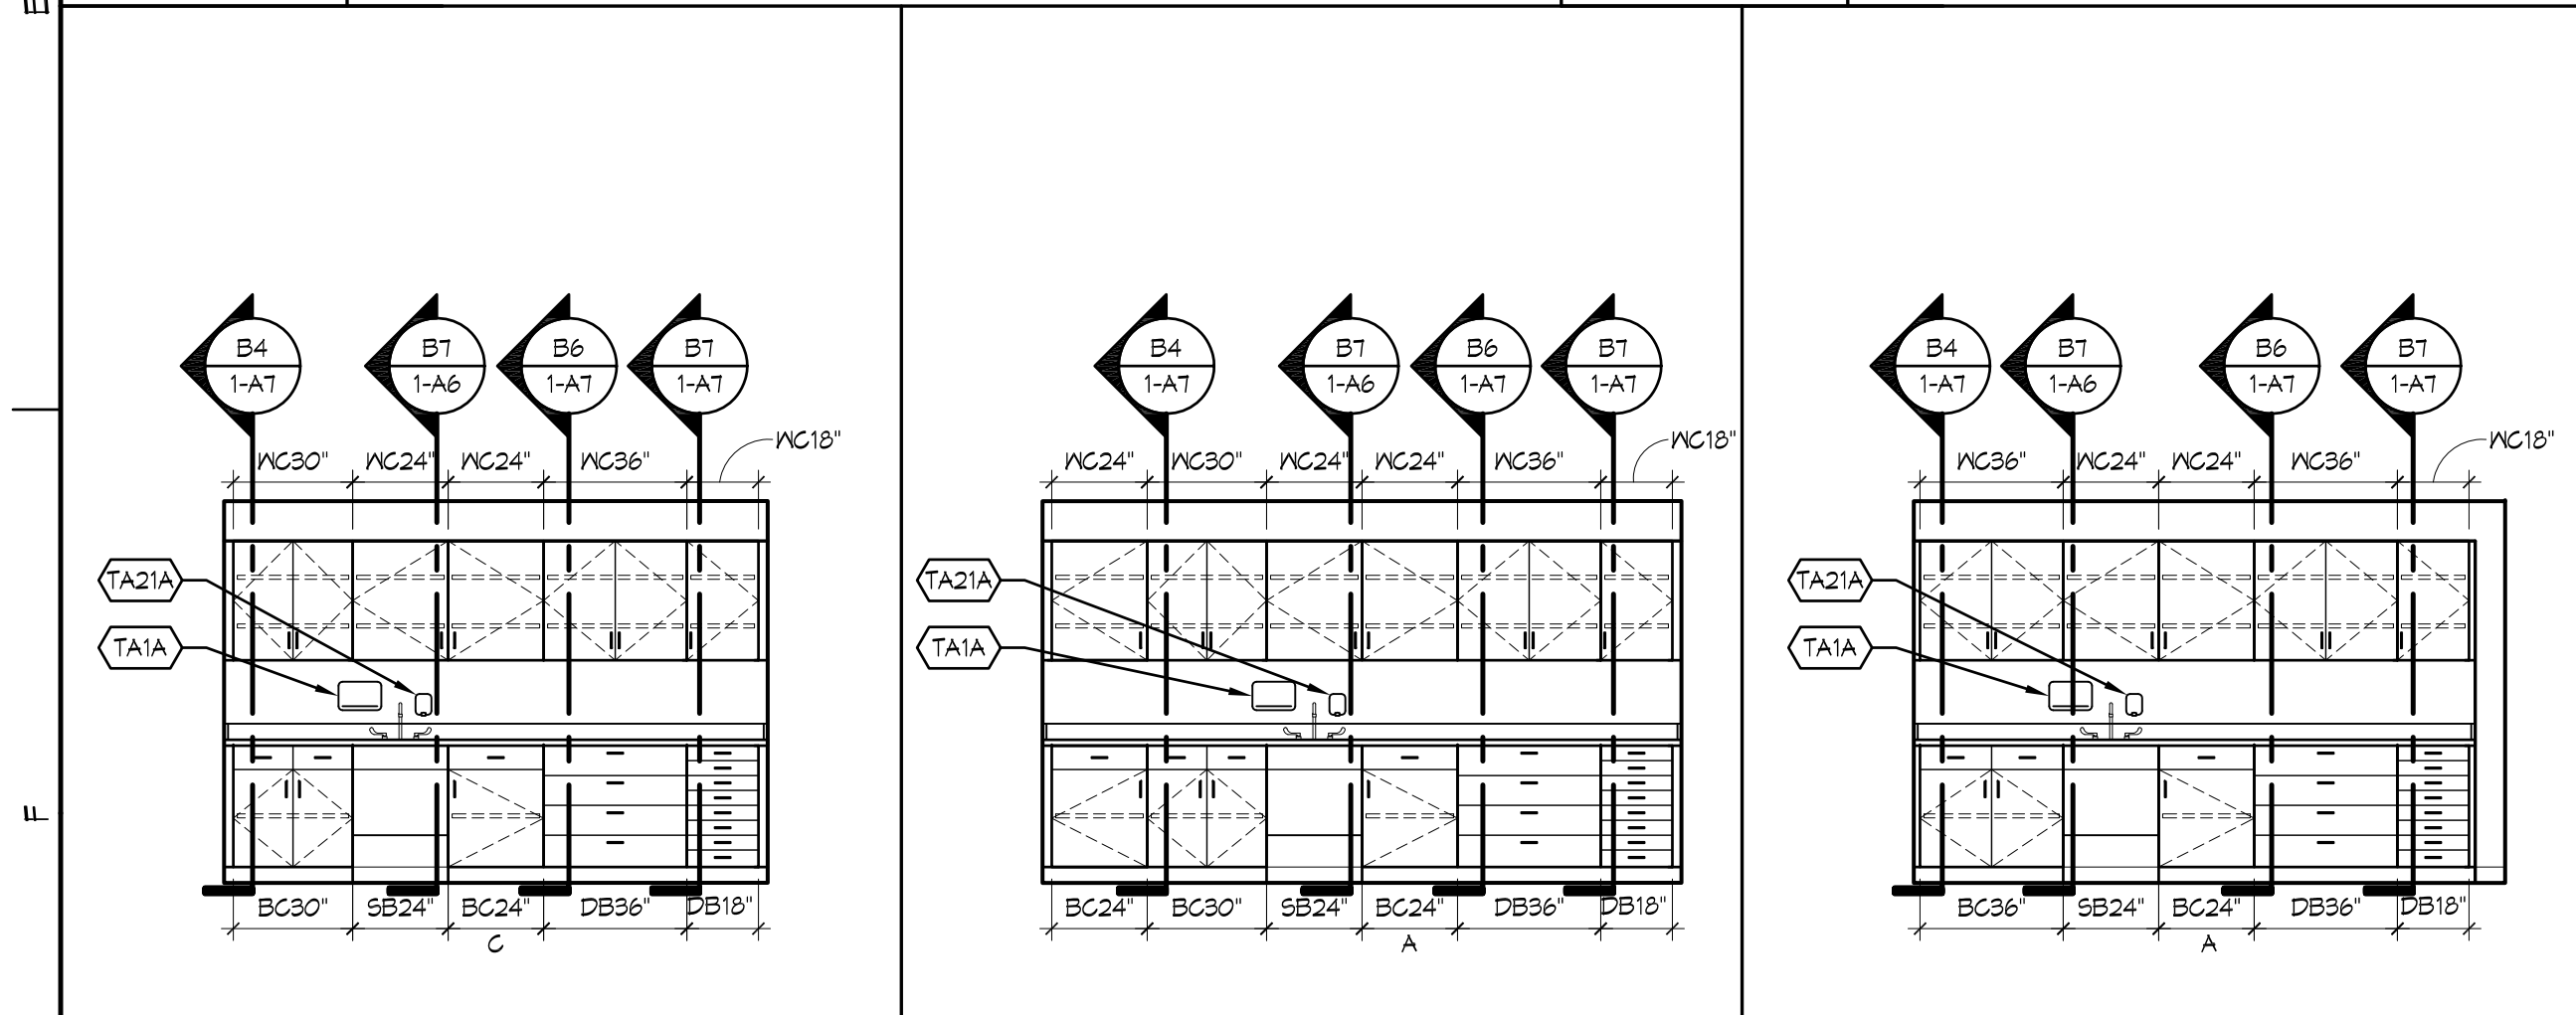 E
F
B4
1-A7
B7
1-A6
B6
1-A7
B7
1-A7
WC18"
WC30" WC24" WC24" WC36"
TA21A
TA1A
BC30" SB24" BC24" DB36" DB18"
C
B4
1-A7
B7
1-A6
B6
1-A7
B7
1-A7
WC18"
WC24" WC30" WC24" WC24" WC36"
TA21A
TA1A
BC24" BC30" SB24" BC24" DB36" DB18"
A
B4
1-A7
B7
1-A6
B6
1-A7
B7
1-A7
WC18"
WC36" WC24" WC24" WC36"
TA21A
TA1A
BC36" SB24" BC24" DB36" DB18"
A